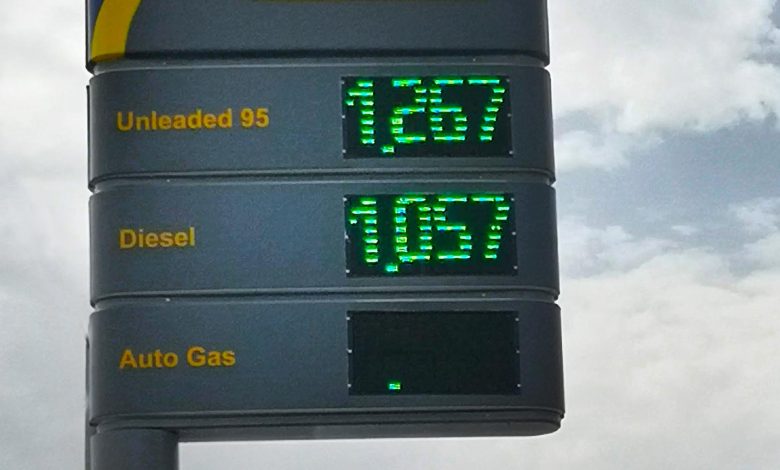 Unleaded 95 1,267
Diesel 1,057
Auto Gas